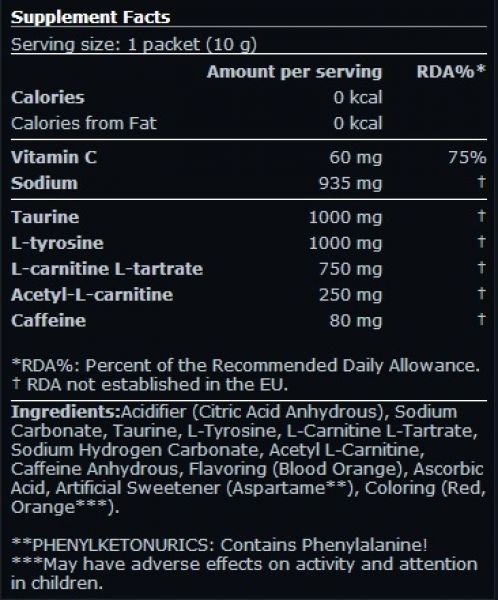 Supplement Facts
Serving size: 1 packet (10 g)
Amount per serving RDA%*
Calories 0 kcal
Calories from Fat 0 kcal
Vitamin C 60 mg 75%
Sodium 935 mg †
Taurine 1000 mg †
L-tyrosine 1000 mg †
L-carnitine L-tartrate 750 mg †
Acetyl-L-carnitine 250 mg †
Caffeine 80 mg †
*RDA%: Percent of the Recommended Daily Allowance.
† RDA not established in the EU.
Ingredients:Acidifier (Citric Acid Anhydrous), Sodium
Carbonate, Taurine, L-Tyrosine, L-Carnitine L-Tartrate,
Sodium Hydrogen Carbonate, Acetyl L-Carnitine,
Caffeine Anhydrous, Flavoring (Blood Orange), Ascorbic
Acid, Artificial Sweetener (Aspartame**), Coloring (Red,
Orange***).
**PHENYLKETONURICS: Contains Phenylalanine!
***May have adverse effects on activity and attention
in children.